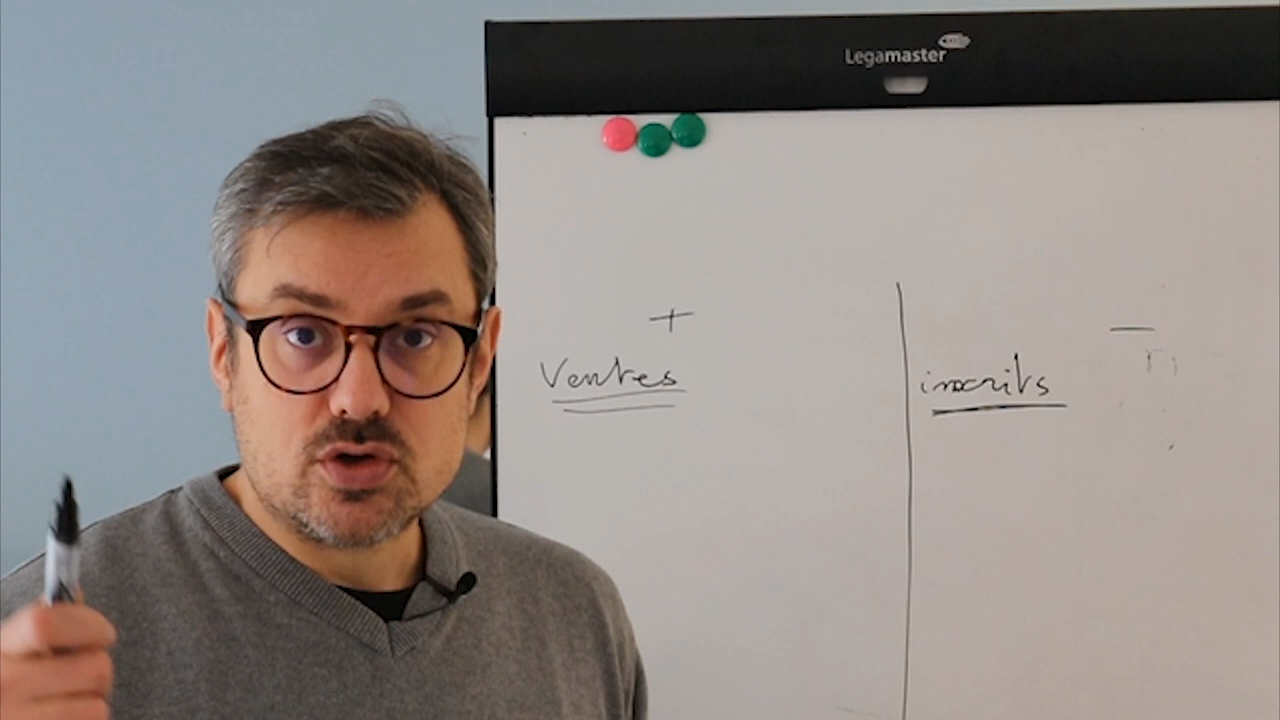 Legamaster
+
Ventes
—
inscrits